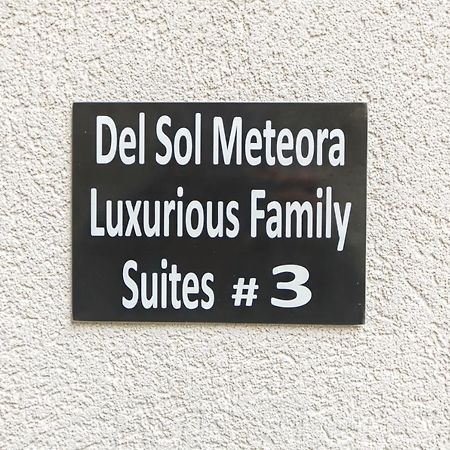 Del Sol Meteora
Luxurious Family
Suites # 3